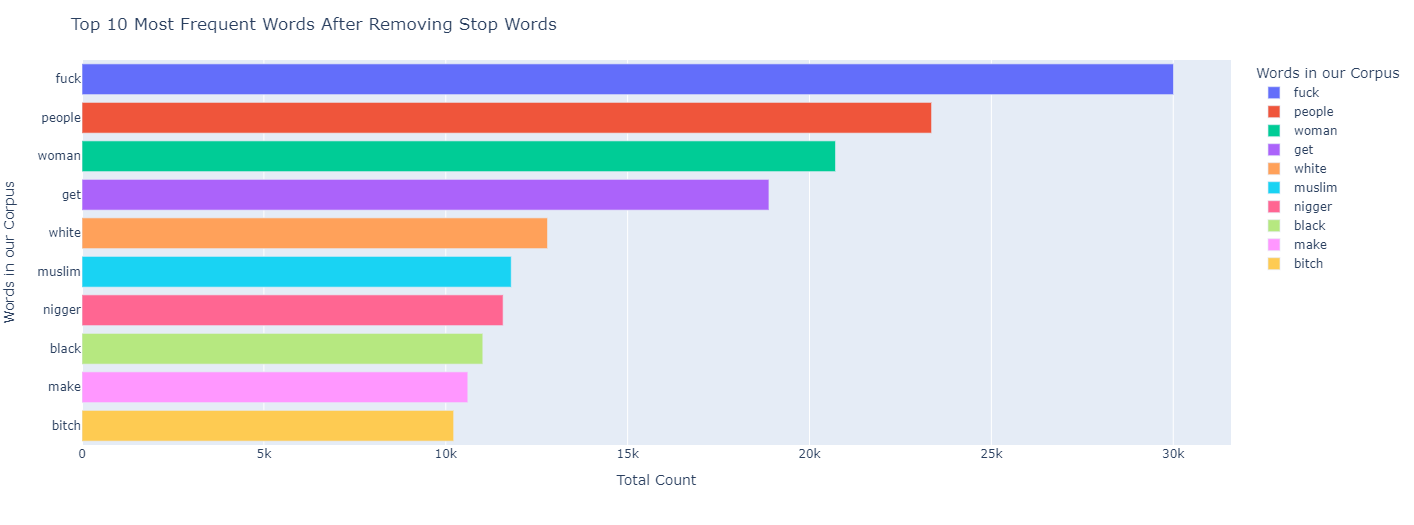 Top 10 Most Frequent Words After Removing Stop Words
Words in our Corpus
fuck
people
woman
get
white
muslim
nigger
black
make
bitch
0 5k 10k 15k 20k 25k 30k
Total Count
Words in our Corpus
fuck
people
woman
get
white
muslim
nigger
black
make
bitch